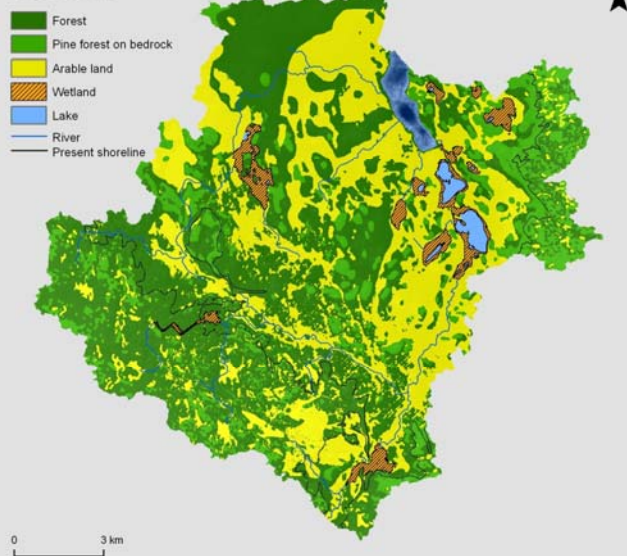 Forest
Pine forest on bedrock
Arable land
Wetland
Lake
River
Present shoreline
0 3 km